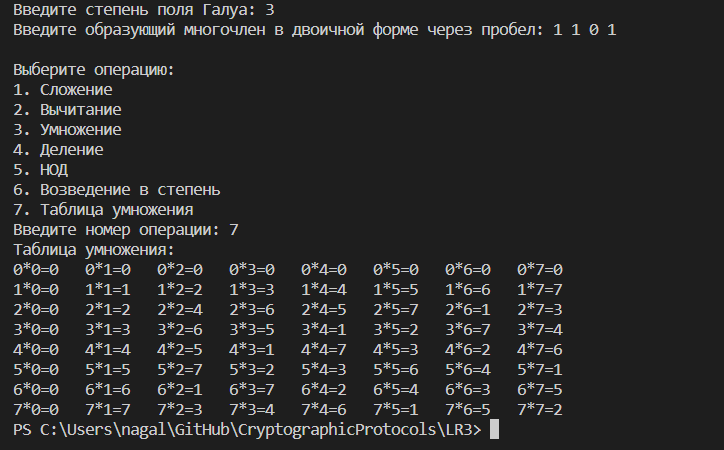 Введите степень поля Галуа: 3
Введите образующий многочлен в двоичной форме через пробел: 1 1 0 1
Выберите операцию:
1. Сложение
2. Вычитание
3. Умножение
4. Деление
5. НОД
6. Возведение в степень
7. Таблица умножения
Введите номер операции: 7
Таблица умножения:
0*0=0 0*1=0 0*2=0 0*3=0 0*4=0 0*5=0 0*6=0 0*7=0
1*0=0 1*1=1 1*2=2 1*3=3 1*4=4 1*5=5 1*6=6 1*7=7
2*0=0 2*1=2 2*2=4 2*3=6 2*4=5 2*5=7 2*6=1 2*7=3
3*0=0 3*1=3 3*2=6 3*3=5 3*4=1 3*5=2 3*6=7 3*7=4
4*0=0 4*1=4 4*2=5 4*3=1 4*4=7 4*5=3 4*6=2 4*7=6
5*0=0 5*1=5 5*2=7 5*3=2 5*4=3 5*5=6 5*6=4 5*7=1
6*0=0 6*1=6 6*2=1 6*3=7 6*4=2 6*5=4 6*6=3 6*7=5
7*0=0 7*1=7 7*2=3 7*3=4 7*4=6 7*5=1 7*6=5 7*7=2
PS C:\Users\nagal\GitHub\CryptographicProtocols\LR3>